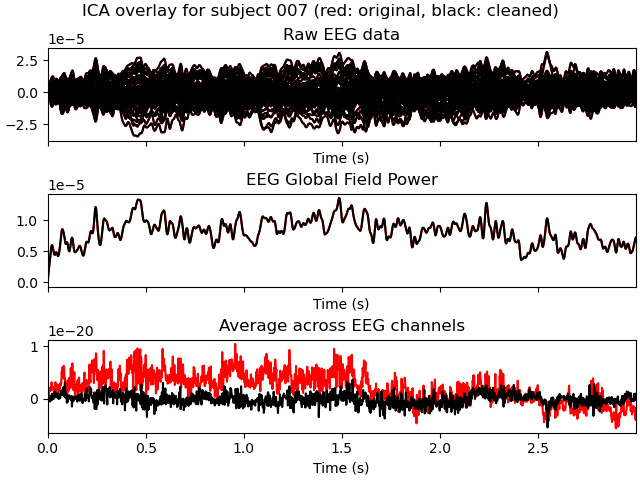 ICA overlay for subject 007 (red: original, black: cleaned)
Raw EEG data
1e−5
2.5
0.0
−2.5
Time (s)
EEG Global Field Power
1e−5
1.0
0.5
0.0
Time (s)
Average across EEG channels
1e−20
1
0
0.0 0.5 1.0 1.5 2.0 2.5
Time (s)